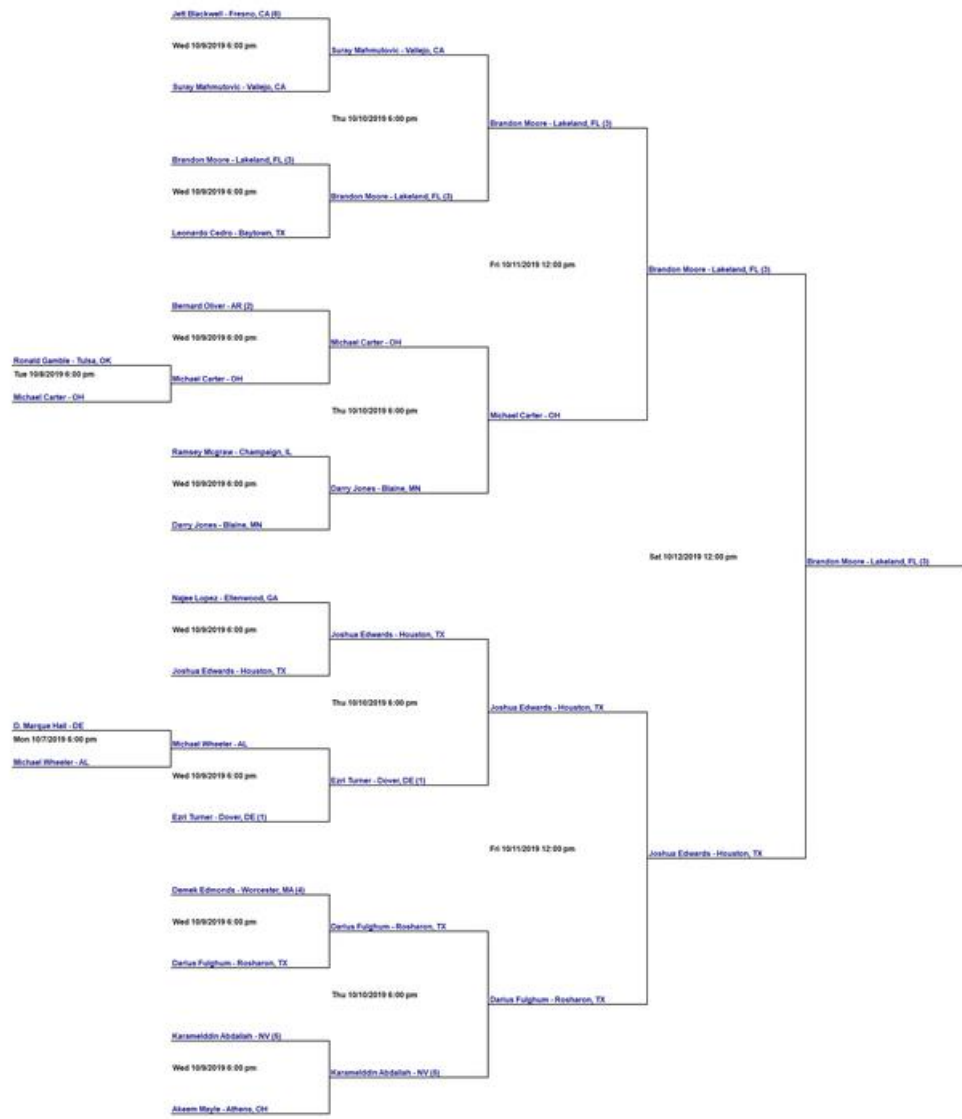 Jett Blackwell - Fresno, CA (6)
Wed 10/9/2019 6:00 pm
Suray Mahmutovic - Vallejo, CA
Suray Mahmutovic - Vallejo, CA
Thu 10/10/2019 6:00 pm
Brandon Moore - Lakeland, FL (3)
Brandon Moore - Lakeland, FL (3)
Wed 10/9/2019 6:00 pm
Brandon Moore - Lakeland, FL (3)
Leonardo Cedro - Baytown, TX
Fri 10/11/2019 12:00 pm
Brandon Moore - Lakeland, FL (3)
Bernard Oliver - AR (2)
Wed 10/9/2019 6:00 pm
Michael Carter - OH
Ronald Gamble - Tulsa, OK
Tue 10/8/2019 6:00 pm
Michael Carter - OH
Michael Carter - OH
Thu 10/10/2019 6:00 pm
Michael Carter - OH
Ramsey Mcgraw - Champaign, IL
Wed 10/9/2019 6:00 pm
Darry Jones - Blaine, MN
Darry Jones - Blaine, MN
Sat 10/12/2019 12:00 pm
Brandon Moore - Lakeland, FL (3)
Najee Lopez - Ellenwood, GA
Wed 10/9/2019 6:00 pm
Joshua Edwards - Houston, TX
Joshua Edwards - Houston, TX
Thu 10/10/2019 6:00 pm
Joshua Edwards - Houston, TX
D. Marque Hall - DE
Mon 10/7/2019 6:00 pm
Michael Wheeler - AL
Michael Wheeler - AL
Wed 10/9/2019 6:00 pm
Ezri Turner - Dover, DE (1)
Ezri Turner - Dover, DE (1)
Fri 10/11/2019 12:00 pm
Joshua Edwards - Houston, TX
Demek Edmonds - Worcester, MA (4)
Wed 10/9/2019 6:00 pm
Darius Fulghum - Rosharon, TX
Darius Fulghum - Rosharon, TX
Thu 10/10/2019 6:00 pm
Darius Fulghum - Rosharon, TX
Karamelddin Abdallah - NV (5)
Wed 10/9/2019 6:00 pm
Karamelddin Abdallah - NV (5)
Akeem Mayle - Athens, OH